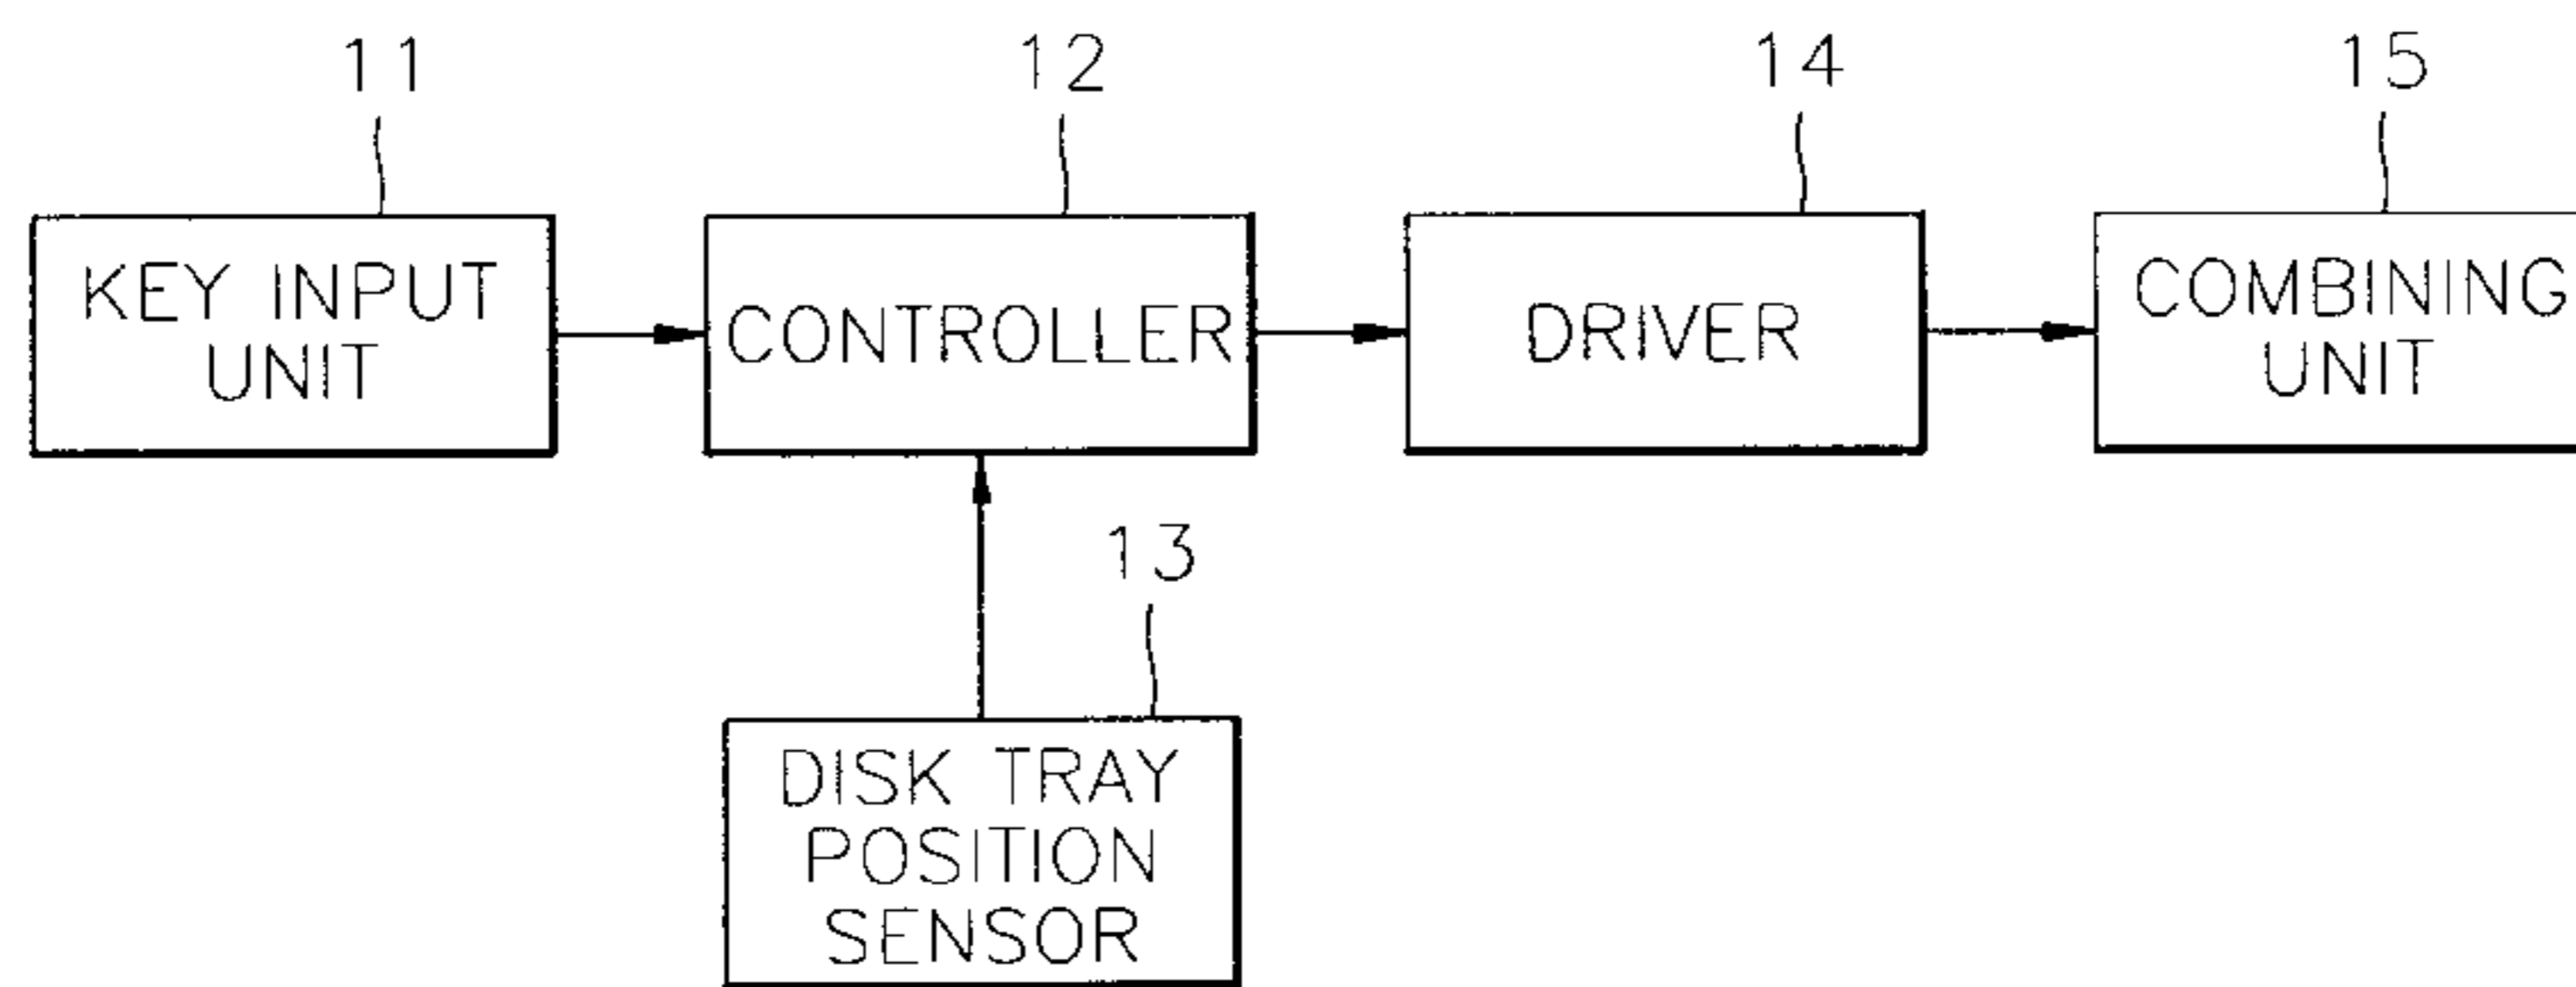 11
12
14
15
KEY INPUT
UNIT
CONTROLLER
DRIVER
COMBINING
UNIT
13
DISK TRAY
POSITION
SENSOR